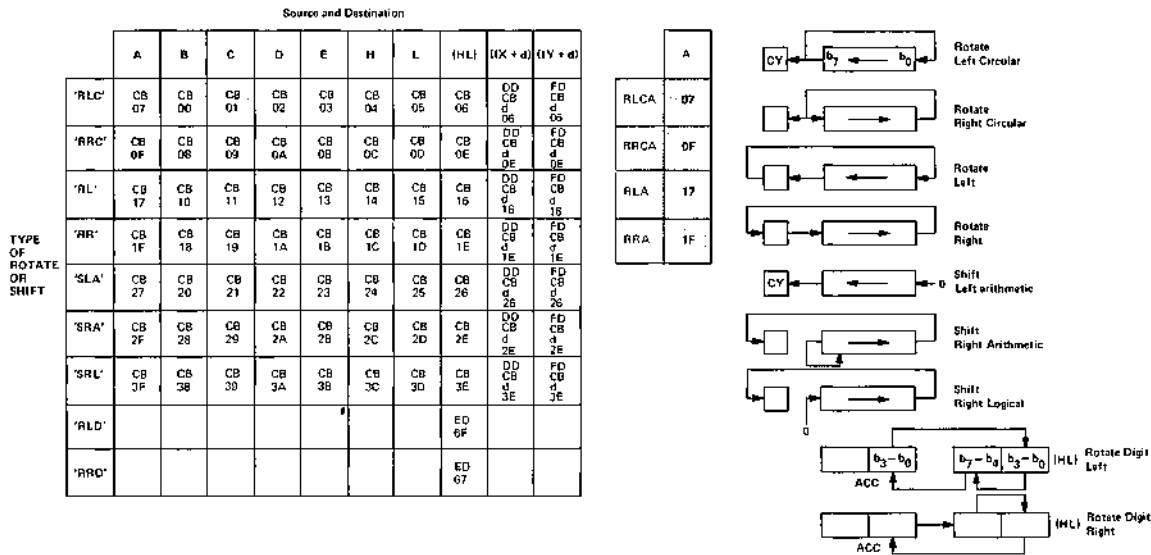 Source and Destination
A B C D E H L (HL) (IX + d) (IY + d)
'RLC' CB 07 CB 00 CB 01 CB 02 CB 03 CB 04 CB 05 CB 06 DD CB d 06 FD CB d 06
'RRC' CB 0F CB 08 CB 09 CB 0A CB 0B CB 0C CB 0D CB 0E DD CB d 0E FD CB d 0E
'RL' CB 17 CB 10 CB 11 CB 12 CB 13 CB 14 CB 15 CB 16 DD CB d 16 FD CB d 16
'RR' CB 1F CB 18 CB 19 CB 1A CB 1B CB 1C CB 1D CB 1E DD CB d 1E FD CB d 1E
'SLA' CB 27 CB 20 CB 21 CB 22 CB 23 CB 24 CB 25 CB 26 DD CB d 26 FD CB d 26
'SRA' CB 2F CB 28 CB 29 CB 2A CB 2B CB 2C CB 2D CB 2E DD CB d 2E FD CB d 2E
'SRL' CB 3F CB 38 CB 39 CB 3A CB 3B CB 3C CB 3D CB 3E DD CB d 3E FD CB d 3E
'RLD' ED 6F
'RRD' ED 67
TYPE
OF
ROTATE
OR
SHIFT
A
RLCA 07
RRCA 0F
RLA 17
RRA 1F
CY b7 b0
Rotate
Left Circular
Rotate
Right Circular
Rotate
Left
Rotate
Right
CY 0
Shift
Left arithmetic
Shift
Right Arithmetic
Shift
Right Logical
0
b3–b0 b7–b4 b3–b0 (HL)
Rotate Digit
Left
ACC
(HL)
Rotate Digit
Right
ACC